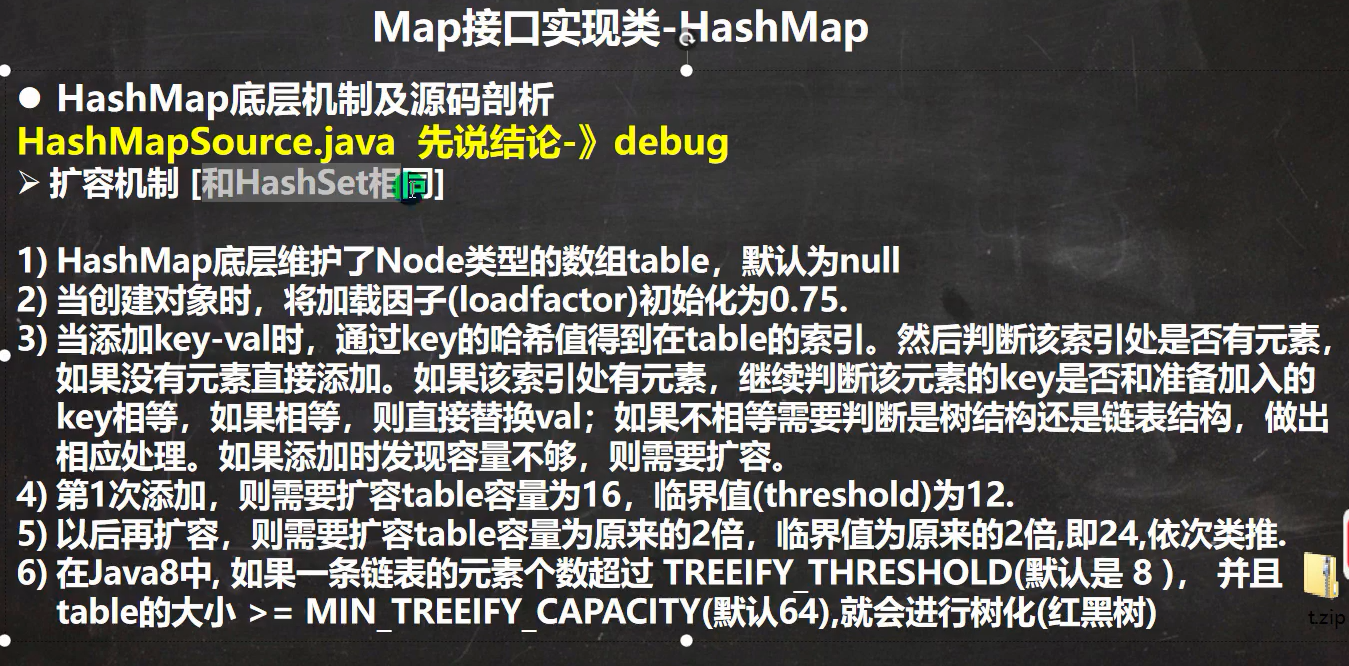 Map接口实现类-HashMap
● HashMap底层机制及源码剖析
HashMapSource.java 先说结论-》debug
➢ 扩容机制 [和HashSet相同]
1) HashMap底层维护了Node类型的数组table，默认为null
2) 当创建对象时，将加载因子(loadfactor)初始化为0.75.
3) 当添加key-val时，通过key的哈希值得到在table的索引。然后判断该索引处是否有元素，
如果没有元素直接添加。如果该索引处有元素，继续判断该元素的key是否和准备加入的
key相等，如果相等，则直接替换val；如果不相等需要判断是树结构还是链表结构，做出
相应处理。如果添加时发现容量不够，则需要扩容。
4) 第1次添加，则需要扩容table容量为16，临界值(threshold)为12.
5) 以后再扩容，则需要扩容table容量为原来的2倍，临界值为原来的2倍,即24,依次类推.
6) 在Java8中, 如果一条链表的元素个数超过 TREEIFY_THRESHOLD(默认是 8 )， 并且
table的大小 >= MIN_TREEIFY_CAPACITY(默认64),就会进行树化(红黑树)
t.zip